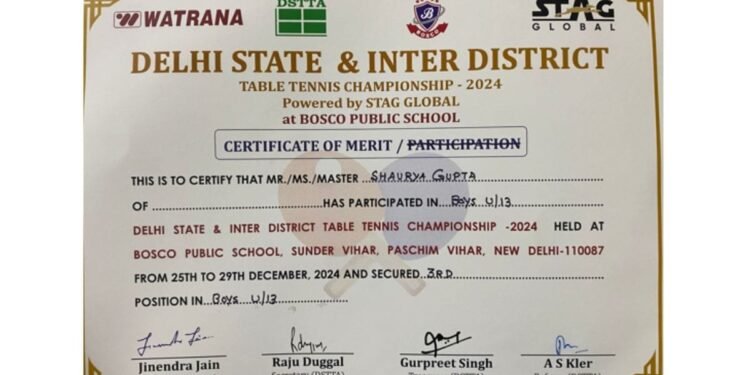 WATRANA
DSTTA
B
BOSCO
STAG
GLOBAL
DELHI STATE & INTER DISTRICT
TABLE TENNIS CHAMPIONSHIP - 2024
Powered by STAG GLOBAL
at BOSCO PUBLIC SCHOOL
CERTIFICATE OF MERIT / PARTICIPATION
THIS IS TO CERTIFY THAT MR./MS./MASTER SHAURYA GUPTA
OF ............ HAS PARTICIPATED IN Boys U/13
DELHI STATE & INTER DISTRICT TABLE TENNIS CHAMPIONSHIP -2024 HELD AT
BOSCO PUBLIC SCHOOL, SUNDER VIHAR, PASCHIM VIHAR, NEW DELHI-110087
FROM 25TH TO 29TH DECEMBER, 2024 AND SECURED 3RD
POSITION IN Boys U/13
Jinendra Jain
Raju Duggal
Gurpreet Singh
A S Kler